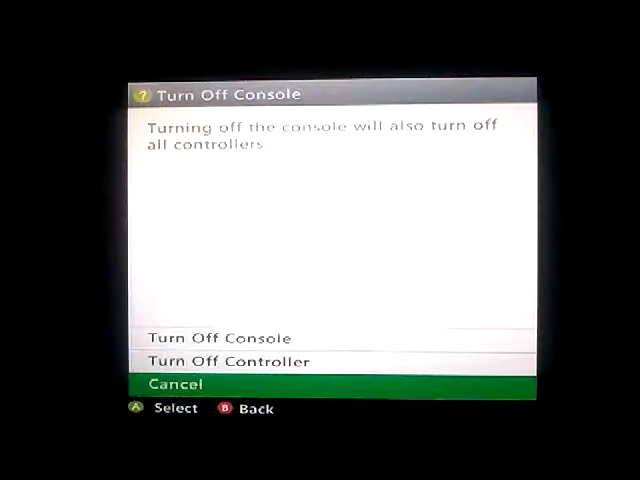 ? Turn Off Console
Turning off the console will also turn off
all controllers.
Turn Off Console
Turn Off Controller
Cancel
A Select B Back